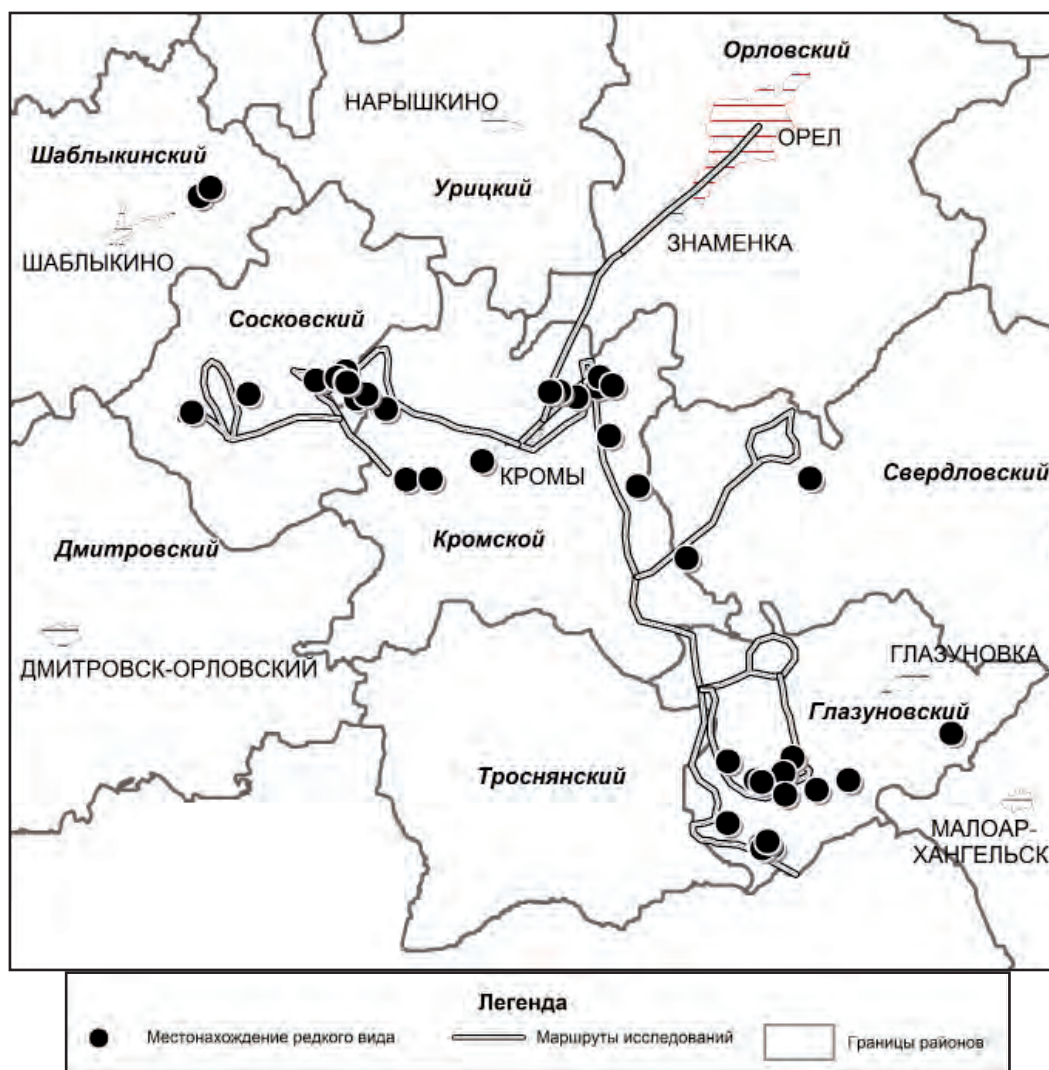 Орловский
НАРЫШКИНО
ОРЕЛ
Шаблыкинский
Урицкий
ЗНАМЕНКА
ШАБЛЫКИНО
Сосковский
КРОМЫ
Свердловский
Кромской
Дмитровский
ГЛАЗУНОВКА
ДМИТРОВСК-ОРЛОВСКИЙ
Глазуновский
Троснянский
МАЛОАР-
ХАНГЕЛЬСК
Легенда
Местонахождение редкого вида
Маршруты исследований
Границы районов